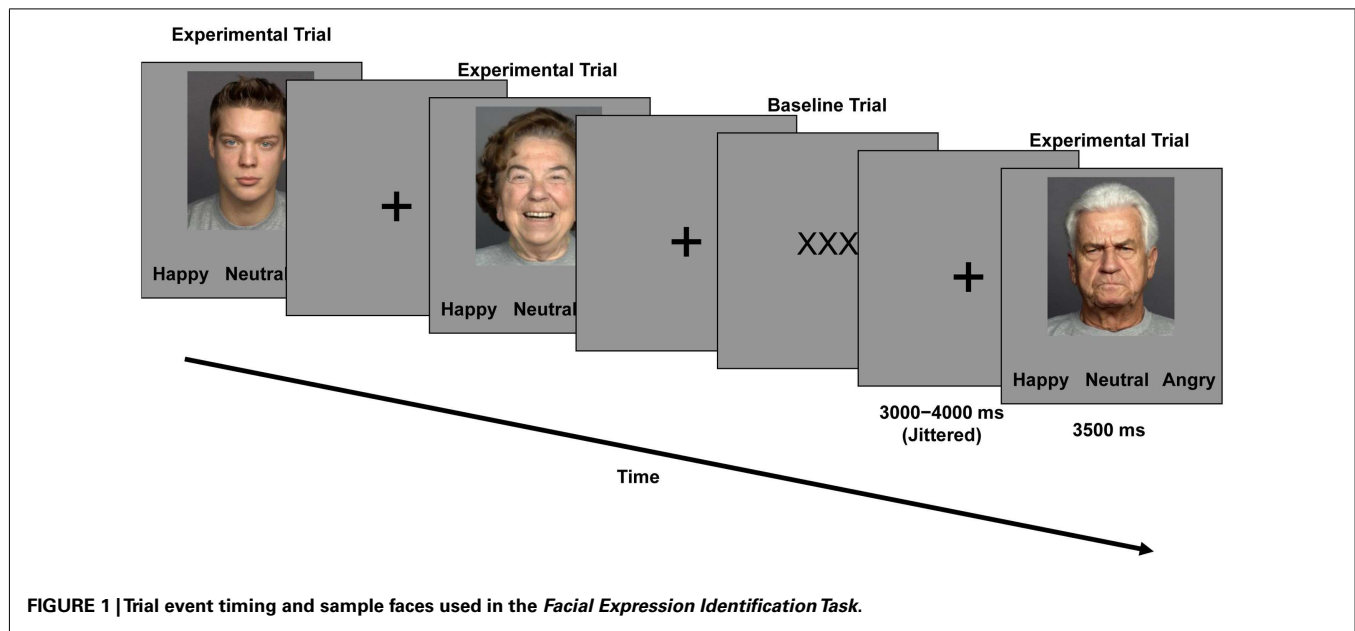 Experimental Trial
Experimental Trial
Baseline Trial
Experimental Trial
+
+
XXX
+
Happy Neutral
Happy Neutral
Happy Neutral Angry
3000–4000 ms
(Jittered)
3500 ms
Time
FIGURE 1 | Trial event timing and sample faces used in the Facial Expression Identification Task.